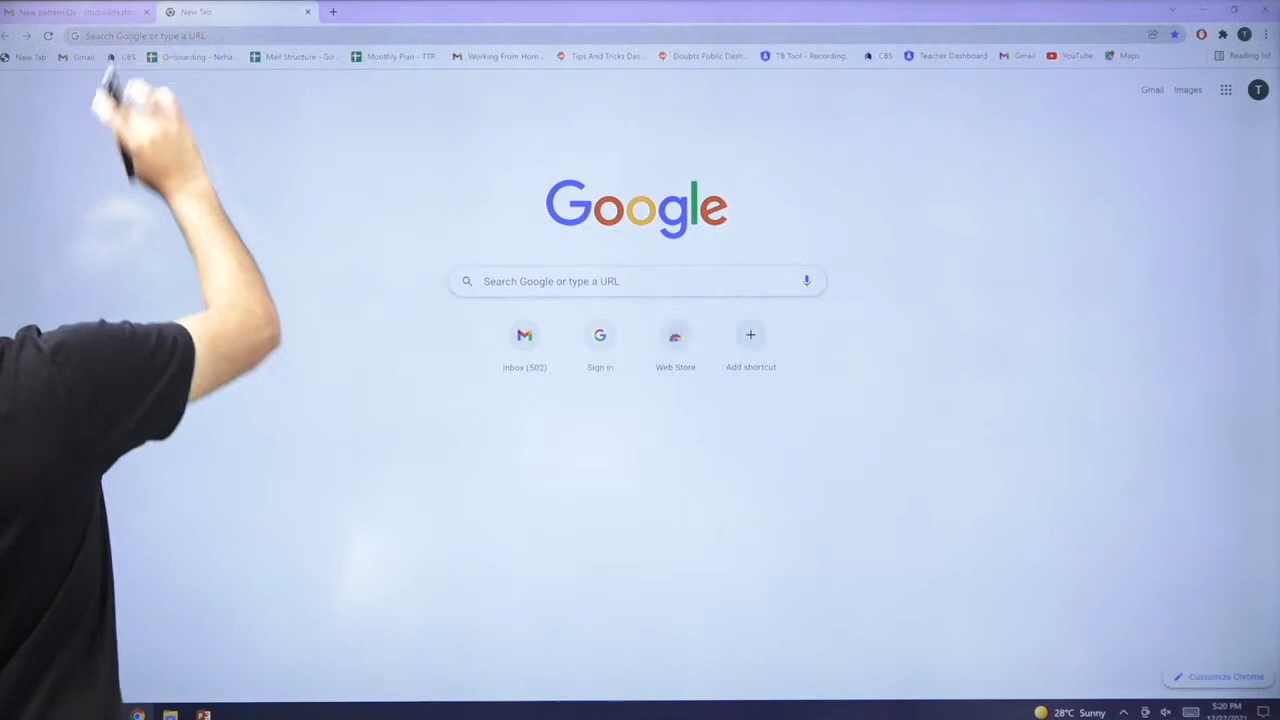 New pattern Qs -
New Tab
Search Google or type a URL
New Tab Gmail CBS Onboarding - Neha... Mail Structure - Go... Monthly Plan - TTP... Working From Hom... Tips And Tricks Das... Doubts Public Dash... TB Tool - Recording... CBS Teacher Dashboard Gmail YouTube Maps Reading list
Gmail Images T
Google
Search Google or type a URL
Inbox (502) Sign in Web Store Add shortcut
Customize Chrome
28°C Sunny 5:20 PM